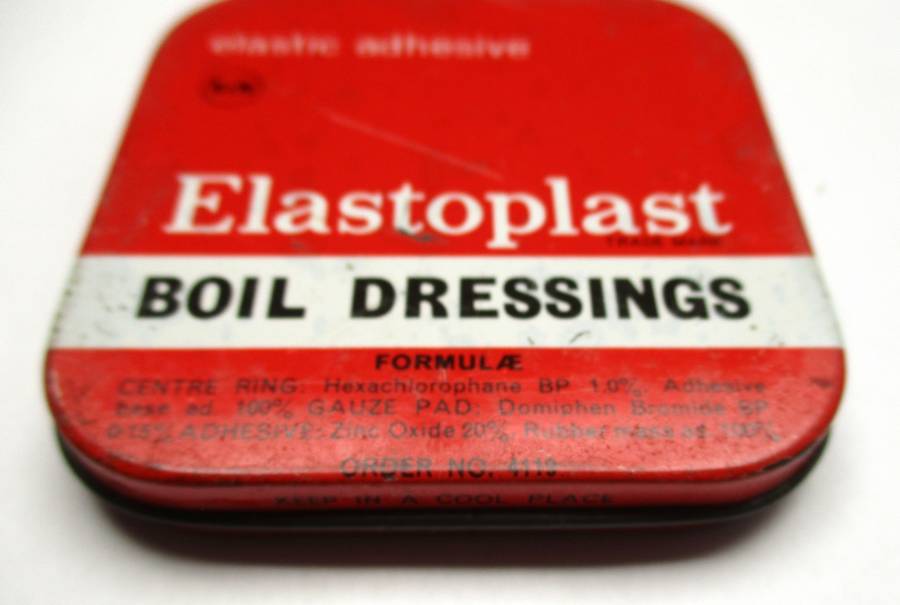 elastic adhesive
Elastoplast
TRADE MARK
BOIL DRESSINGS
FORMULÆ
CENTRE RING: Hexachlorophane BP 1.0%. Adhesive
base ad. 100% GAUZE PAD: Domiphen Bromide BP
0.15% ADHESIVE: Zinc Oxide 20%, Rubber mass ad 100%
ORDER NO. 4119
KEEP IN A COOL PLACE